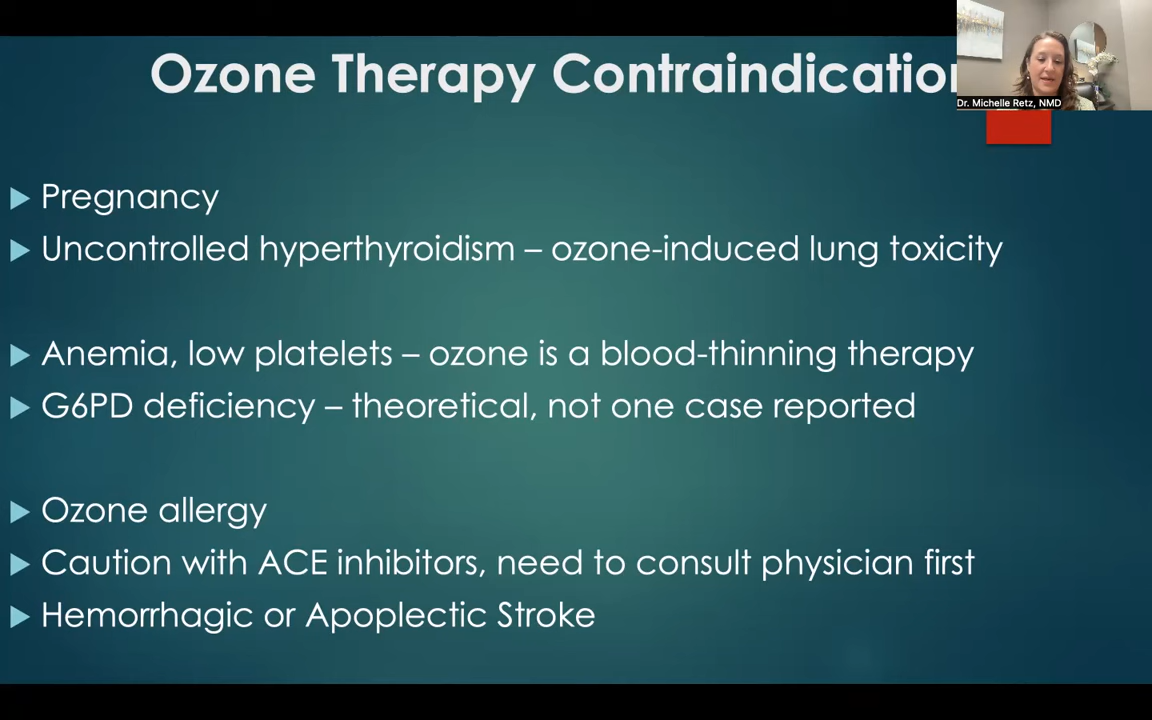 Ozone Therapy Contraindication
Dr. Michelle Retz, NMD
Pregnancy
Uncontrolled hyperthyroidism – ozone-induced lung toxicity
Anemia, low platelets – ozone is a blood-thinning therapy
G6PD deficiency – theoretical, not one case reported
Ozone allergy
Caution with ACE inhibitors, need to consult physician first
Hemorrhagic or Apoplectic Stroke